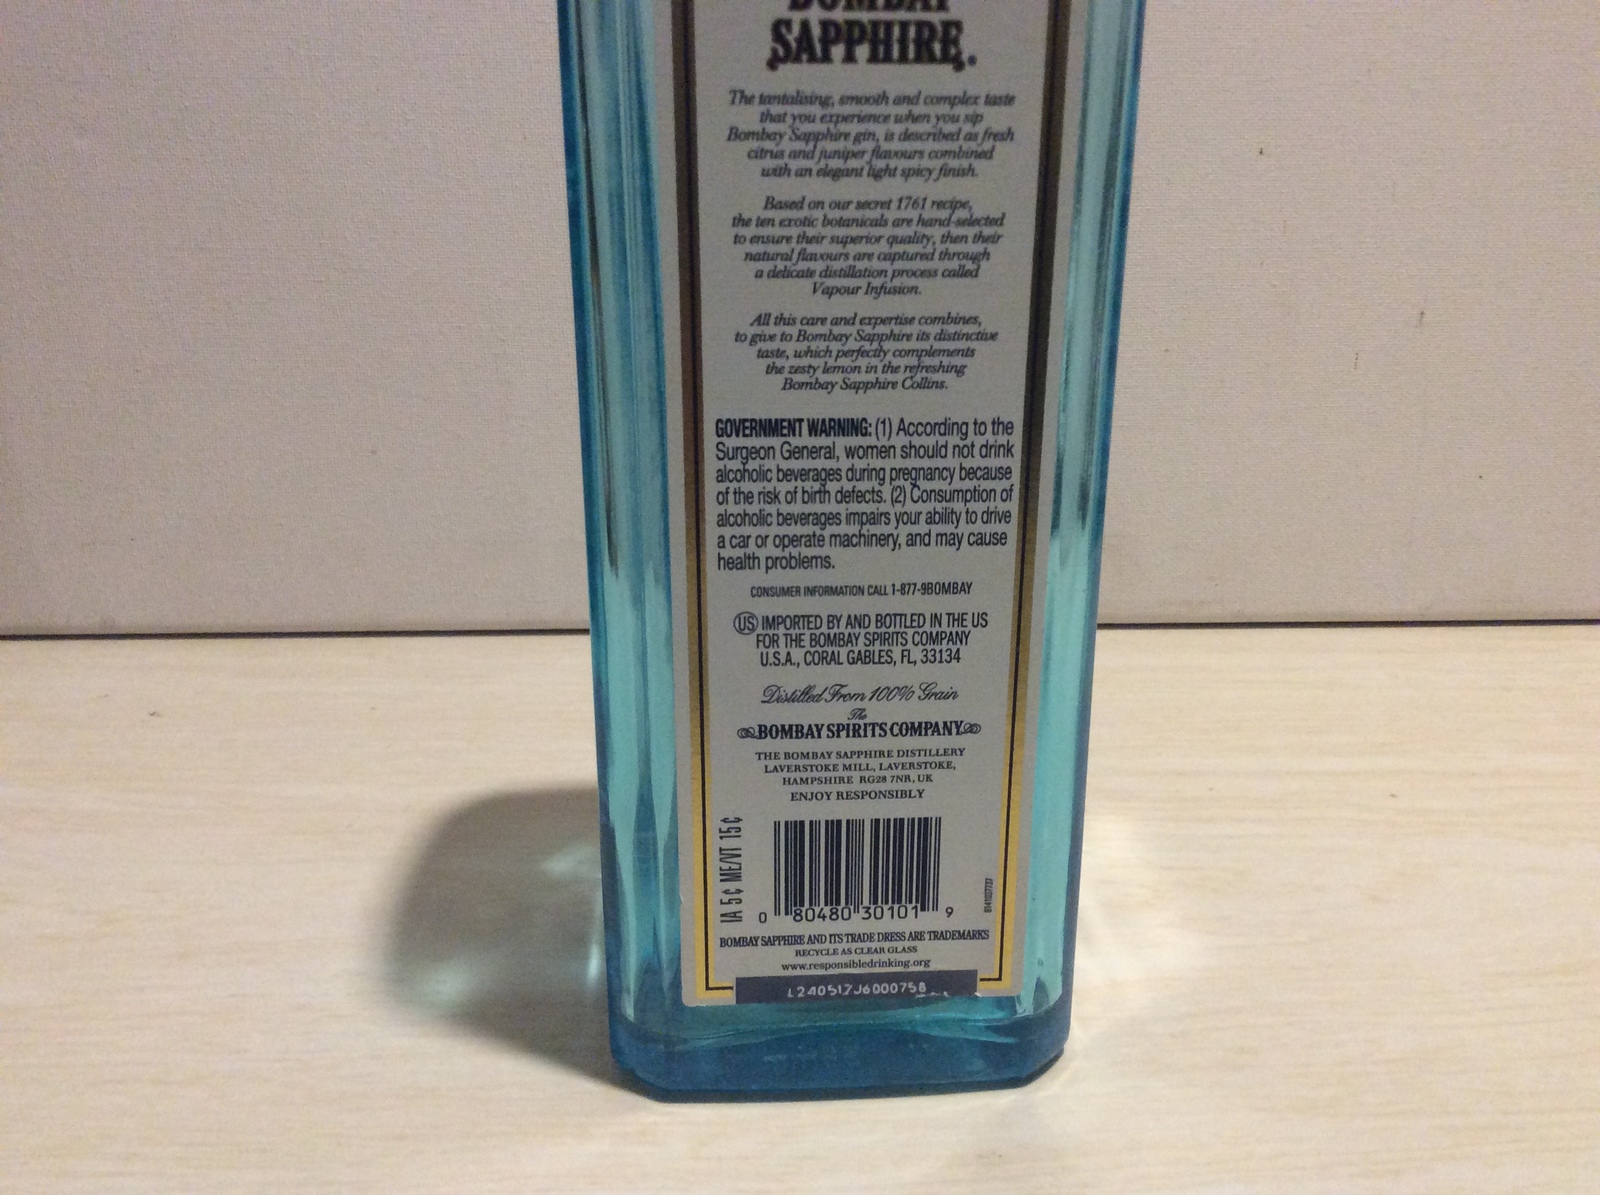 BOMBAY
SAPPHIRE.
The tantalising, smooth and complex taste
that you experience when you sip
Bombay Sapphire gin, is described as fresh
citrus and juniper flavours combined
with an elegant light spicy finish.
Based on our secret 1761 recipe,
the ten exotic botanicals are hand-selected
to ensure their superior quality, then their
natural flavours are captured through
a delicate distillation process called
Vapour Infusion.
All this care and expertise combines,
to give to Bombay Sapphire its distinctive
taste, which perfectly complements
the zesty lemon in the refreshing
Bombay Sapphire Collins.
GOVERNMENT WARNING: (1) According to the
Surgeon General, women should not drink
alcoholic beverages during pregnancy because
of the risk of birth defects. (2) Consumption of
alcoholic beverages impairs your ability to drive
a car or operate machinery, and may cause
health problems.
CONSUMER INFORMATION CALL 1-877-9BOMBAY
US IMPORTED BY AND BOTTLED IN THE US
FOR THE BOMBAY SPIRITS COMPANY
U.S.A., CORAL GABLES, FL, 33134
Distilled From 100% Grain
The
BOMBAY SPIRITS COMPANY
THE BOMBAY SAPPHIRE DISTILLERY
LAVERSTOKE MILL, LAVERSTOKE,
HAMPSHIRE RG28 7NR, UK
ENJOY RESPONSIBLY
IA 5¢ ME/VT 15¢
0 80480 30101 9
BOMBAY SAPPHIRE AND ITS TRADE DRESS ARE TRADEMARKS
RECYCLE AS CLEAR GLASS
www.responsibledrinking.org
L24051ZJ6000758